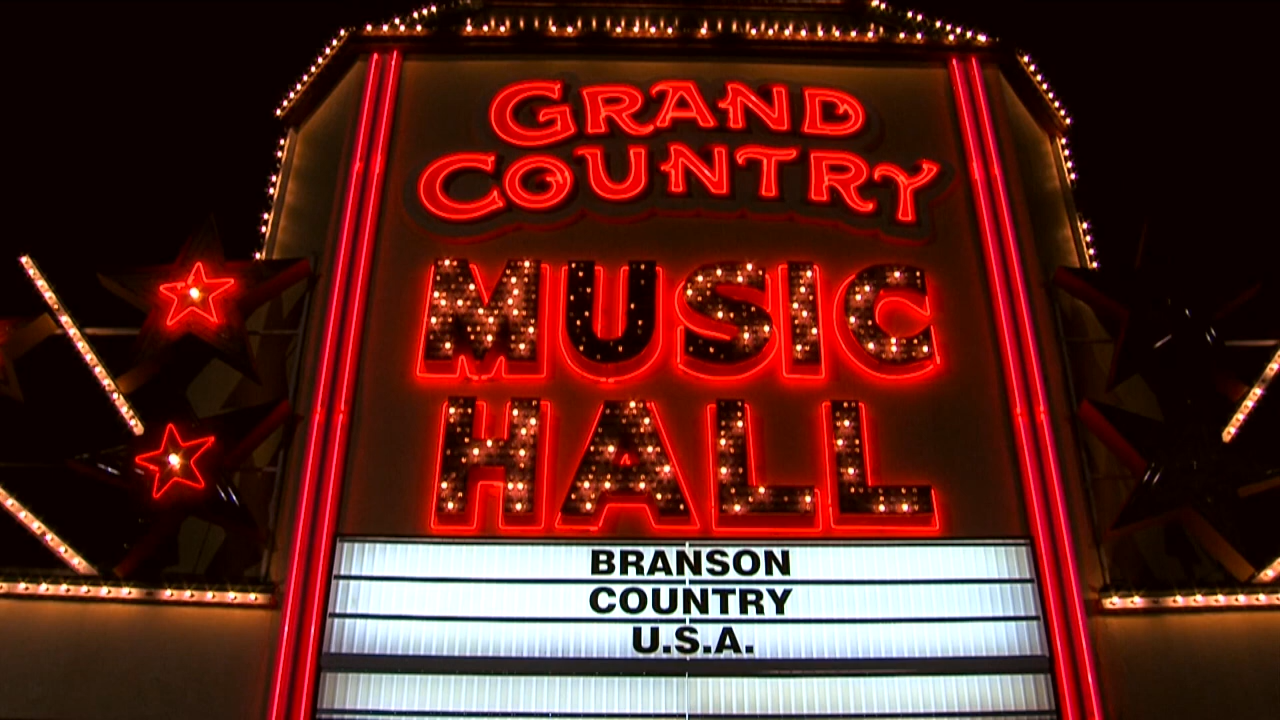 GRAND
COUNTRY
MUSIC
HALL
BRANSON
COUNTRY
U.S.A.